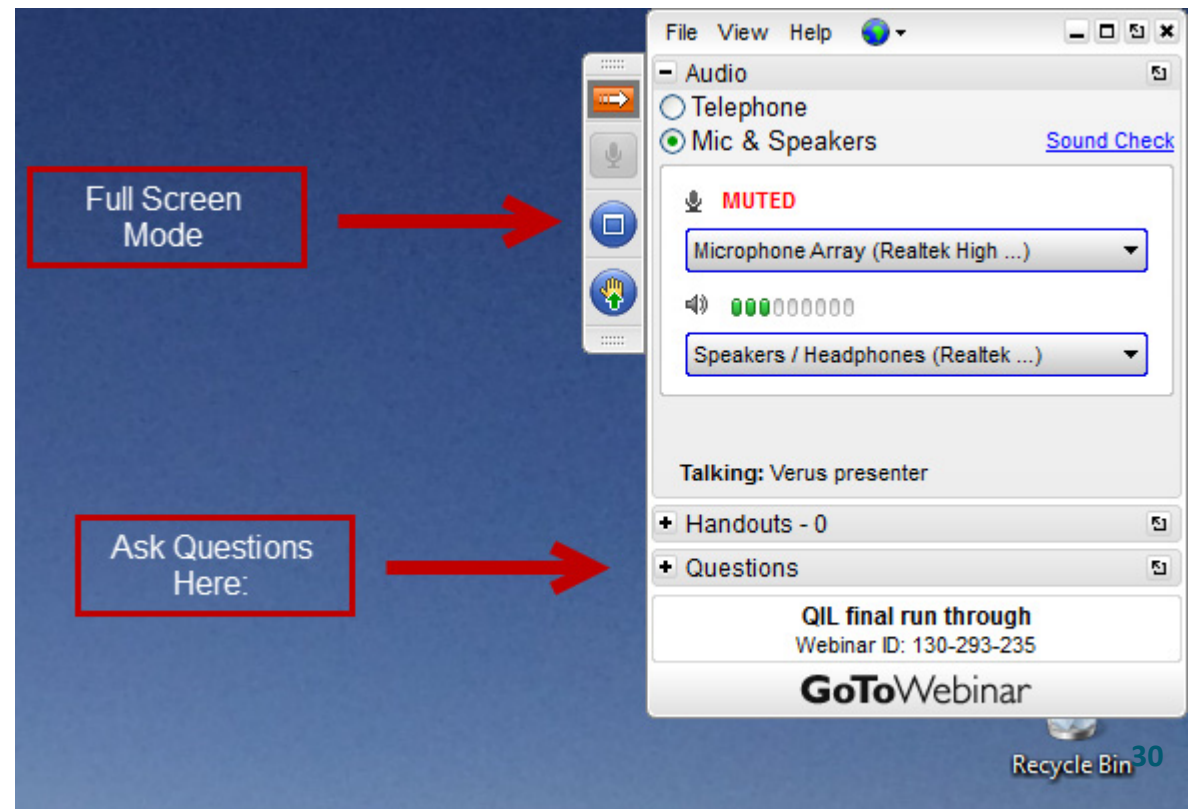 File View Help
Audio
Telephone
Mic & Speakers Sound Check
Full Screen
Mode
MUTED
Microphone Array (Realtek High ...)
Speakers / Headphones (Realtek ...)
Talking: Verus presenter
Handouts - 0
Ask Questions
Here:
Questions
QIL final run through
Webinar ID: 130-293-235
GoToWebinar
Recycle Bin
30